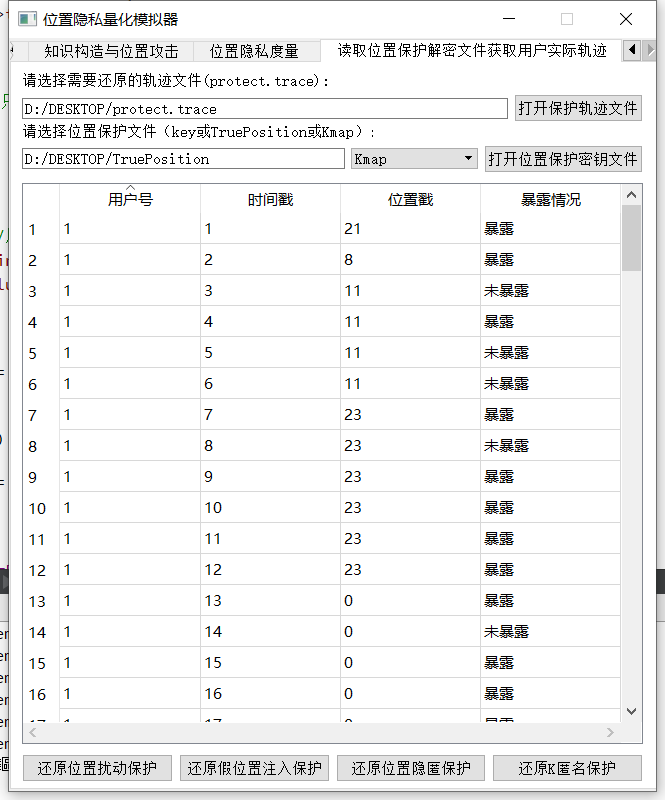 位置隐私量化模拟器
知识构造与位置攻击 位置隐私度量 读取位置保护解密文件获取用户实际轨迹
请选择需要还原的轨迹文件(protect.trace):
D:/DESKTOP/protect.trace 打开保护轨迹文件
请选择位置保护文件（key或TruePosition或Kmap）:
D:/DESKTOP/TruePosition Kmap 打开位置保护密钥文件
用户号 时间戳 位置戳 暴露情况
1 1 1 21 暴露
2 1 2 8 暴露
3 1 3 11 未暴露
4 1 4 11 暴露
5 1 5 11 未暴露
6 1 6 11 未暴露
7 1 7 23 暴露
8 1 8 23 未暴露
9 1 9 23 暴露
10 1 10 23 暴露
11 1 11 23 暴露
12 1 12 23 暴露
13 1 13 0 暴露
14 1 14 0 未暴露
15 1 15 0 暴露
16 1 16 0 暴露
还原位置扰动保护 还原假位置注入保护 还原位置隐匿保护 还原K匿名保护